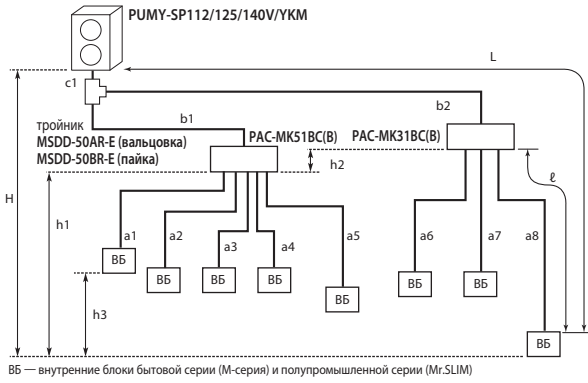 PUMY-SP112/125/140V/YKM
L
c1
b1
b2
тройник
MSDD-50AR-E (вальцовка)
MSDD-50BR-E (пайка)
PAC-MK51BC(B)
PAC-MK31BC(B)
h2
ℓ
H
h1
a1
a2
a3
a4
a5
a6
a7
a8
ВБ
ВБ
ВБ
ВБ
ВБ
ВБ
ВБ
ВБ
h3
ВБ — внутренние блоки бытовой серии (М-серия) и полупромышленной серии (Mr.SLIM)